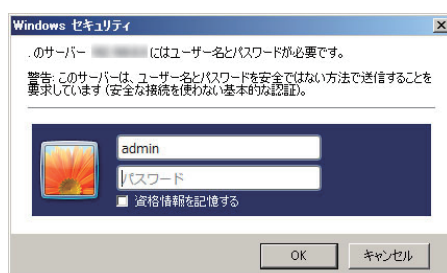 Windows セキュリティ
.のサーバー にはユーザー名とパスワードが必要です。
警告: このサーバーは、ユーザー名とパスワードを安全ではない方法で送信することを
要求しています (安全な接続を使わない基本的な認証)。
admin
パスワード
資格情報を記憶する
OK
キャンセル